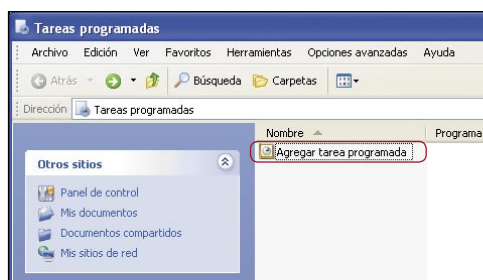 Tareas programadas
Archivo Edición Ver Favoritos Herramientas Opciones avanzadas Ayuda
Atrás Búsqueda Carpetas
Dirección Tareas programadas
Nombre Programa
Agregar tarea programada
Otros sitios
Panel de control
Mis documentos
Documentos compartidos
Mis sitios de red